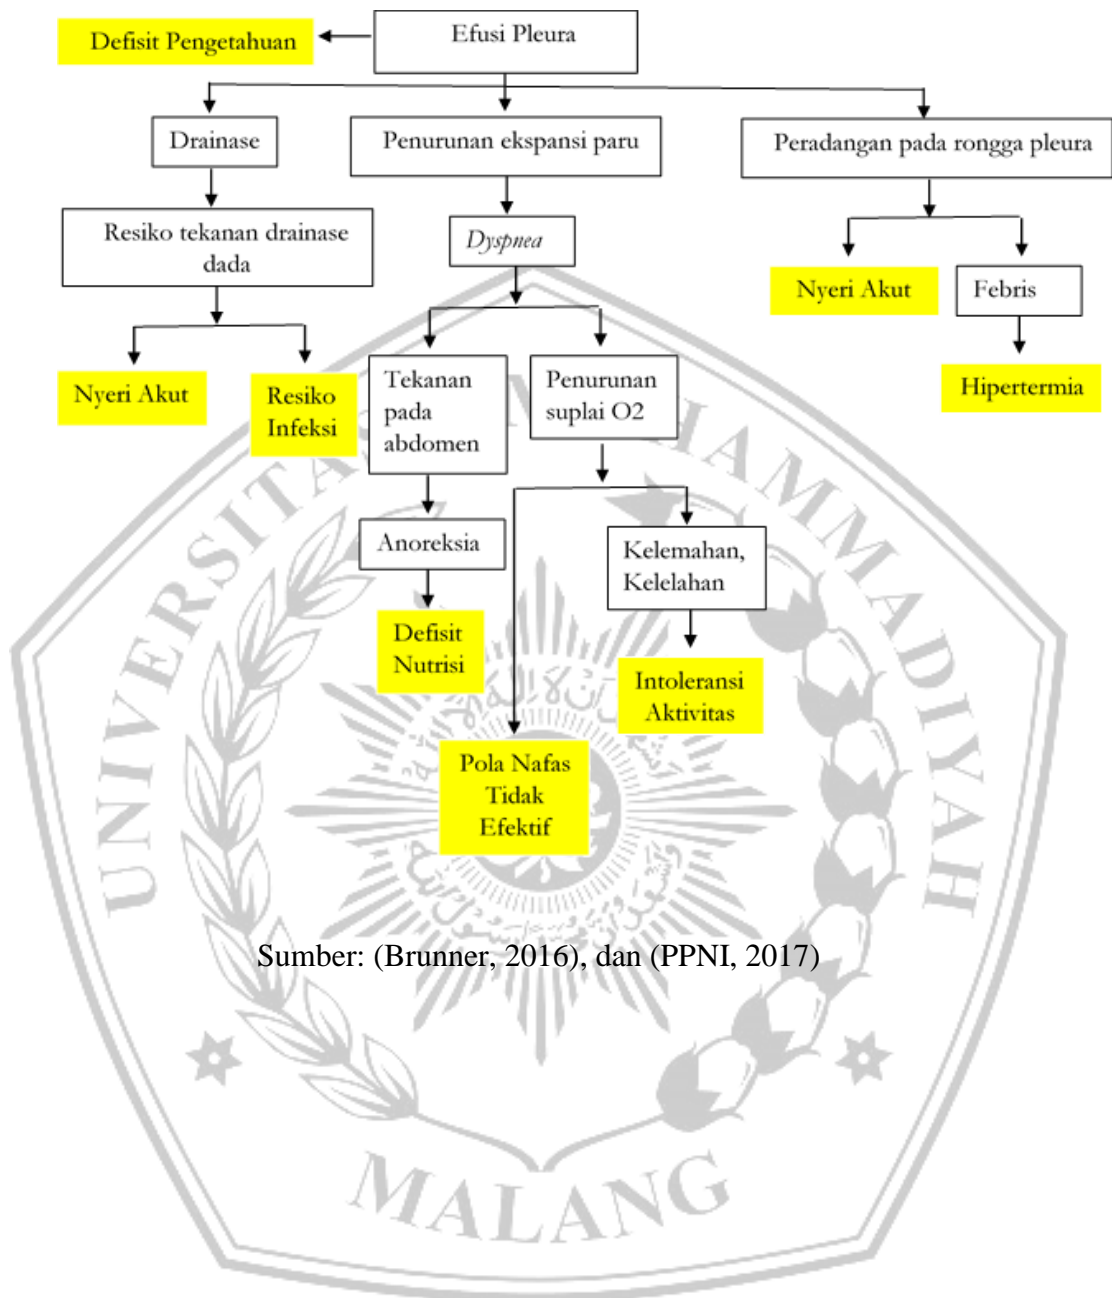 Defisit Pengetahuan
Efusi Pleura
Drainase
Penurunan ekspansi paru
Peradangan pada rongga pleura
Resiko tekanan drainase
dada
Dyspnea
Nyeri Akut
Febris
Nyeri Akut
Resiko
Infeksi
Tekanan
pada
abdomen
Penurunan
suplai O2
Hipertermia
Anoreksia
Kelemahan,
Kelelahan
Defisit
Nutrisi
Intoleransi
Aktivitas
Pola Nafas
Tidak
Efektif
Sumber: (Brunner, 2016), dan (PPNI, 2017)
MALANG